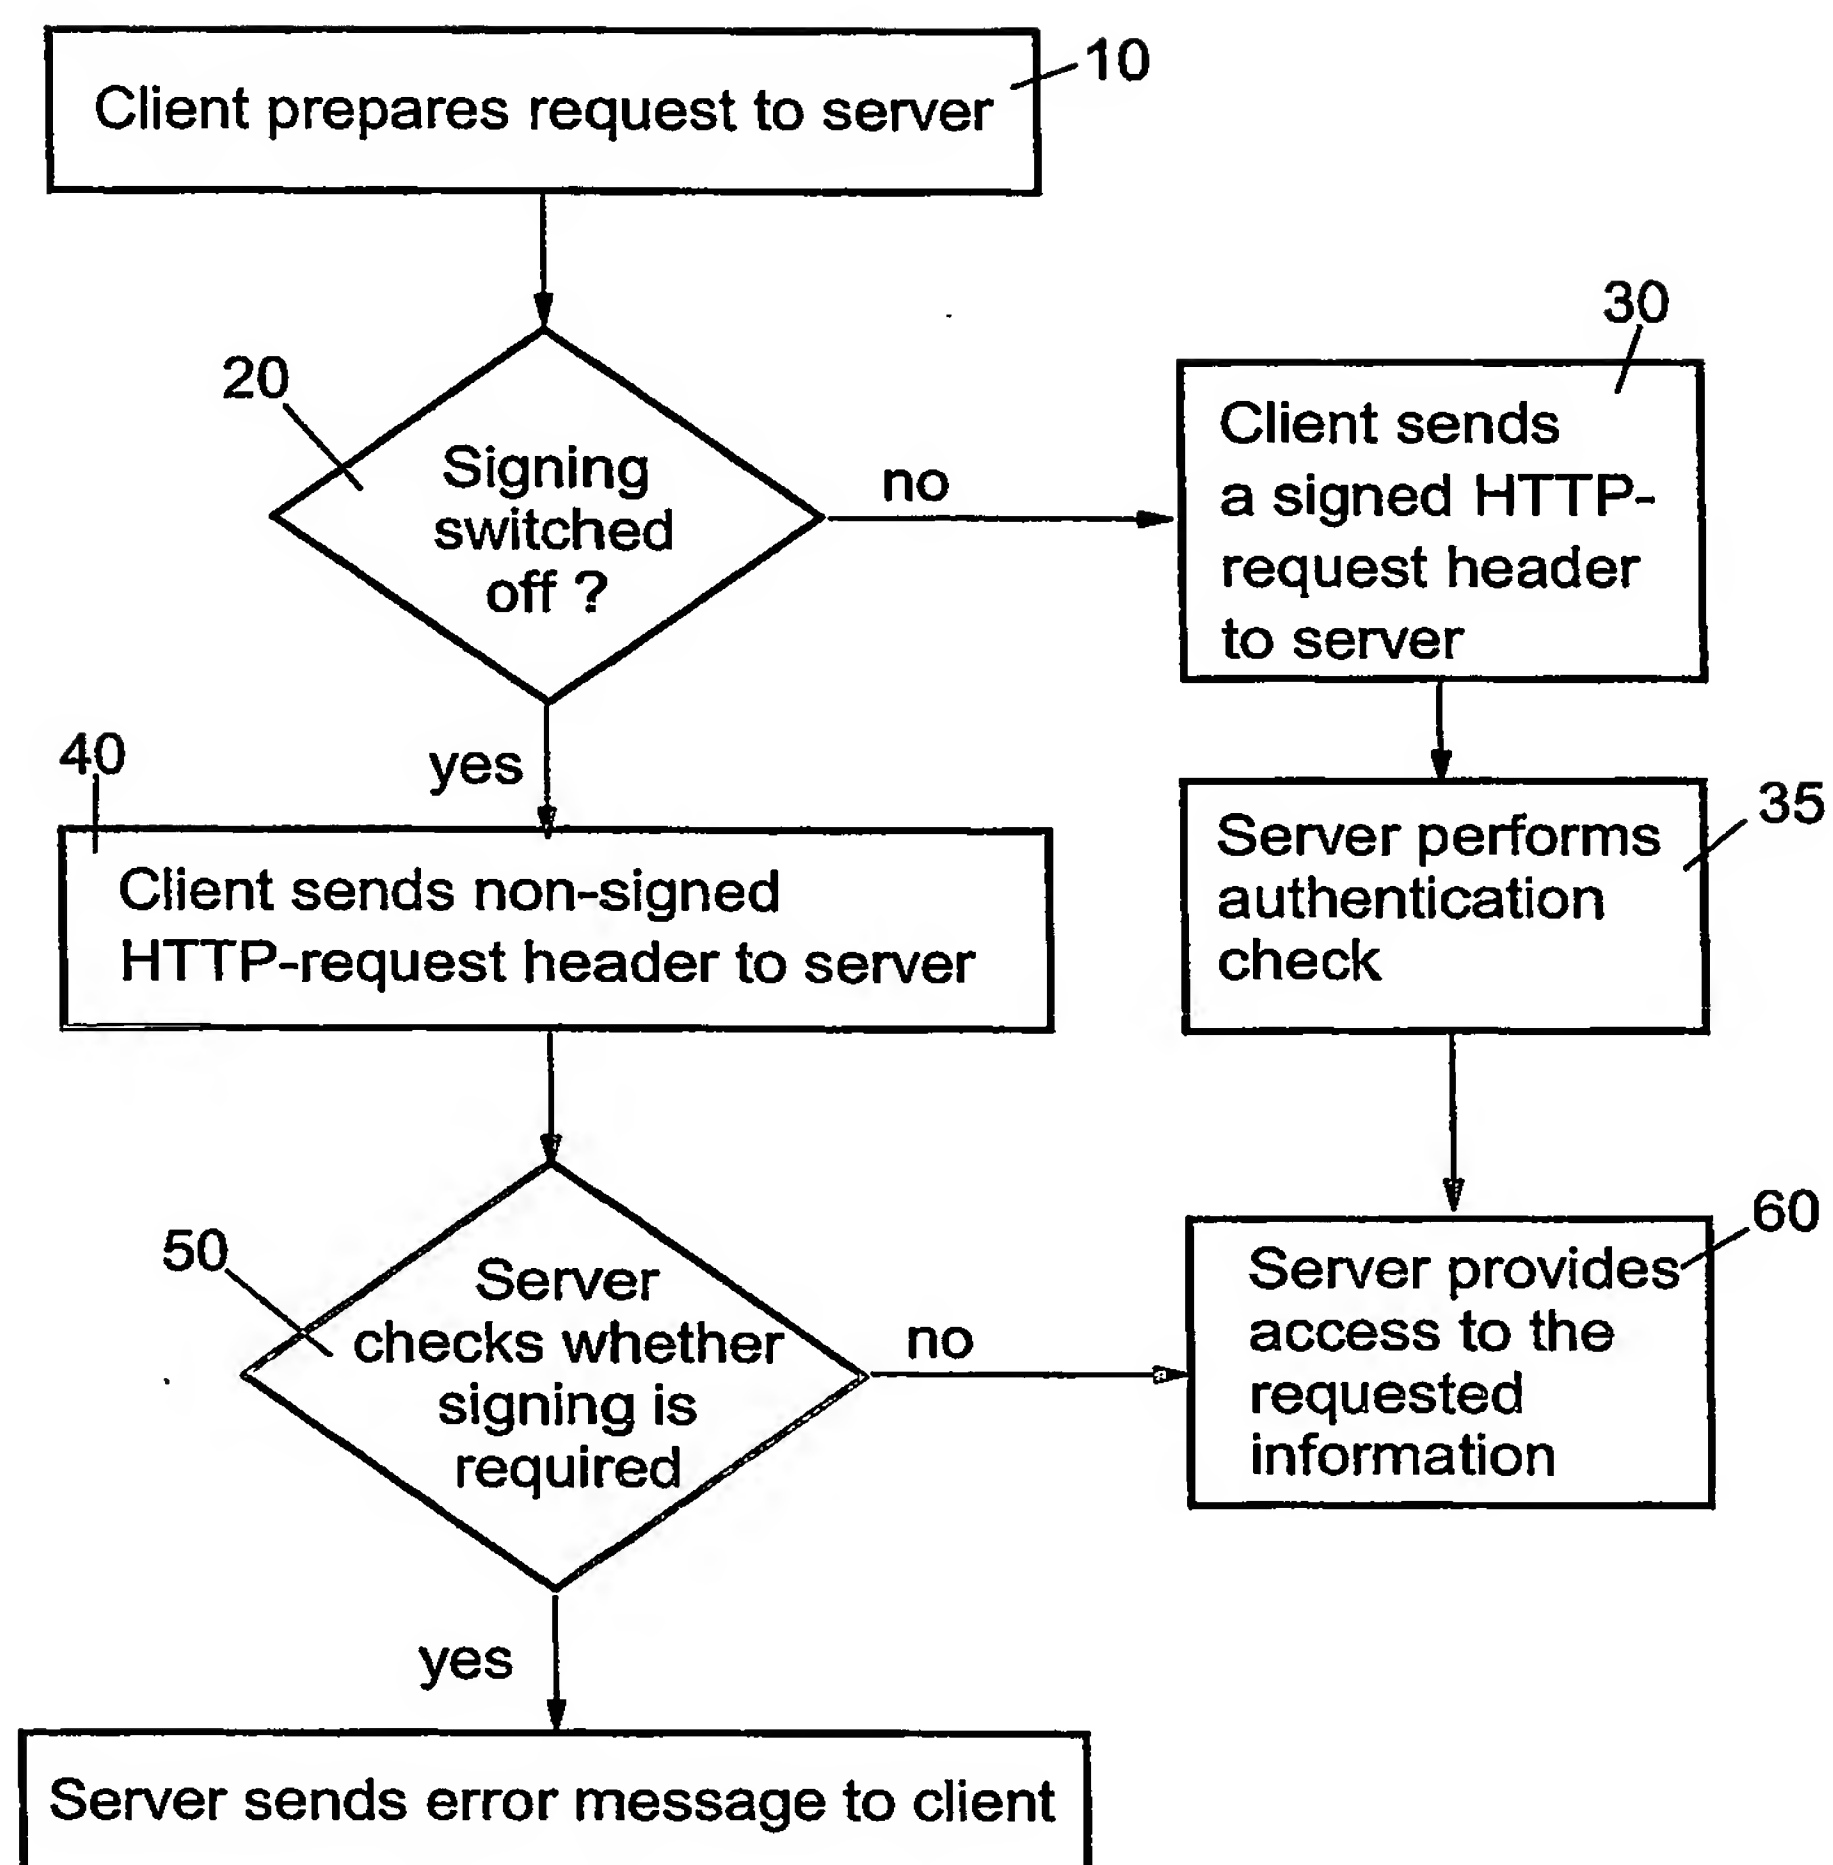 10
Client prepares request to server
20
Signing
switched
off ?
no
30
Client sends
a signed HTTP-
request header
to server
yes
40
Client sends non-signed
HTTP-request header to server
35
Server performs
authentication
check
50
Server
checks whether
signing is
required
no
60
Server provides
access to the
requested
information
yes
Server sends error message to client